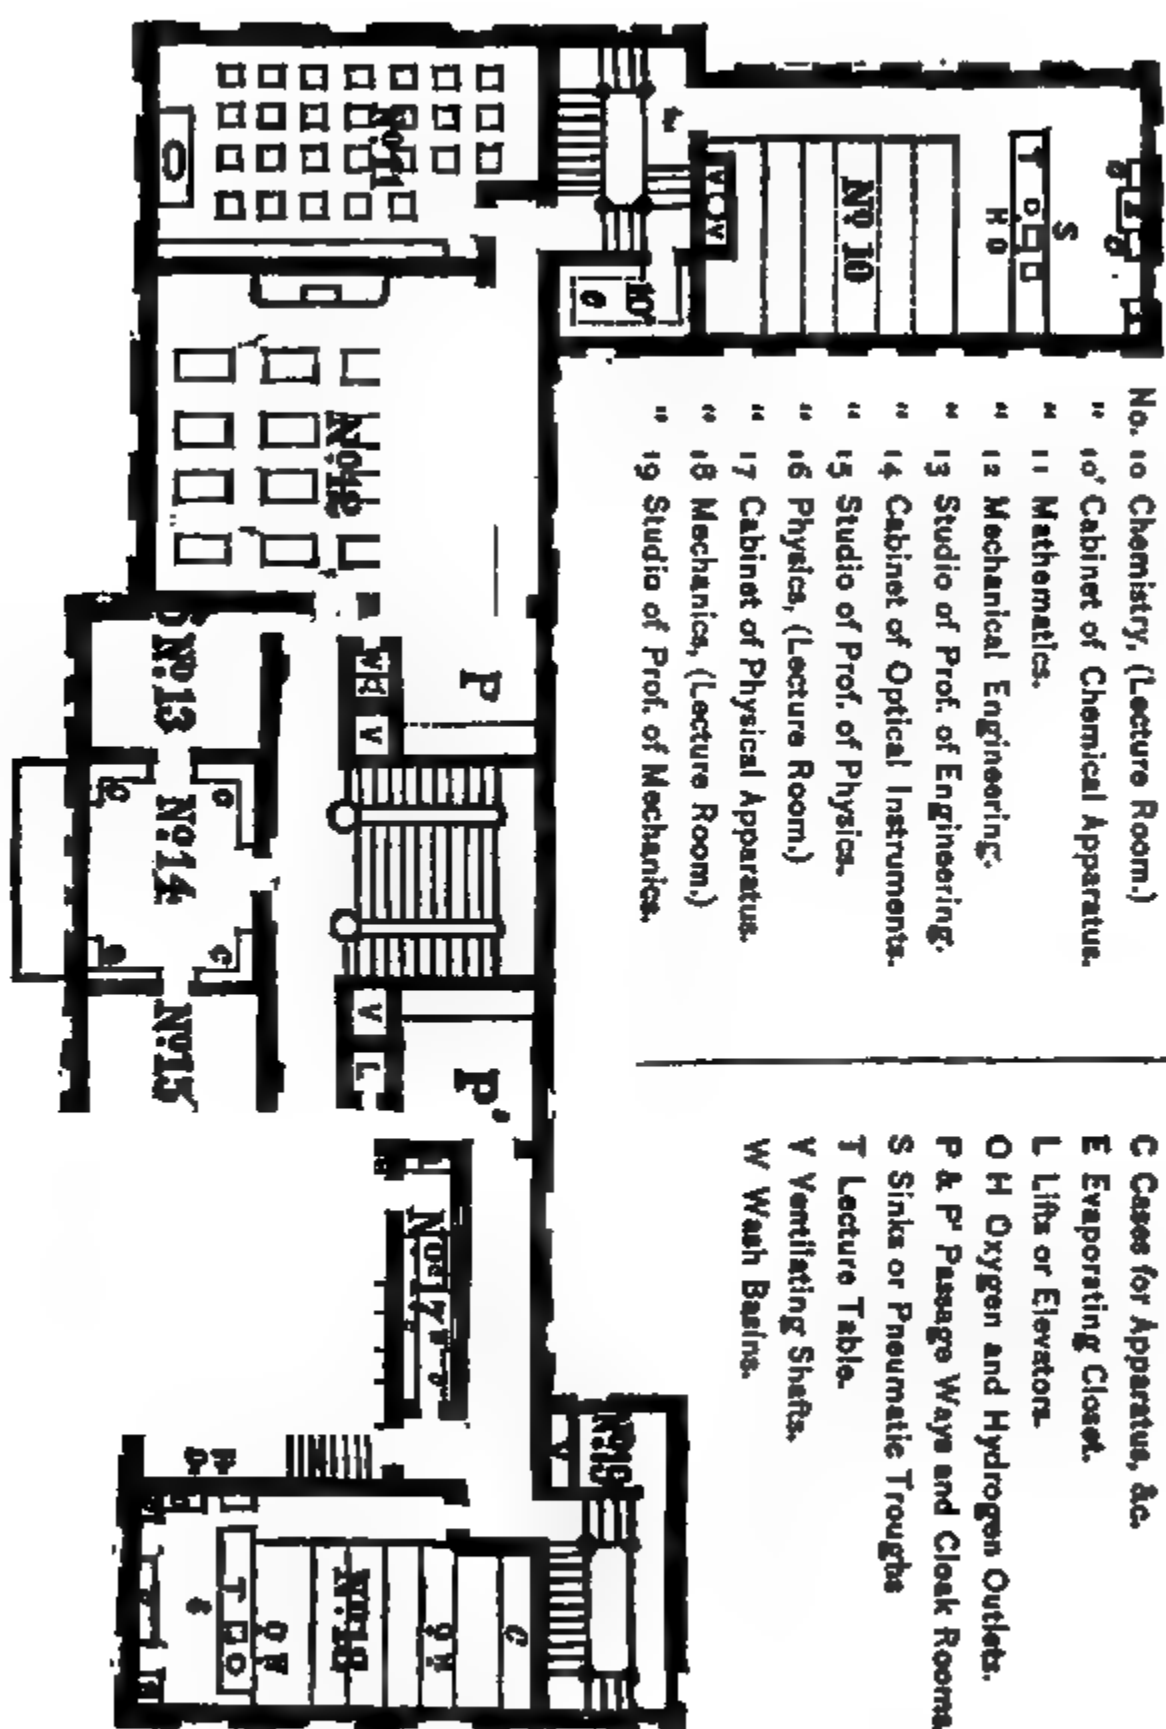 No. 10 Chemistry, (Lecture Room.)
" 10' Cabinet of Chemical Apparatus.
" 11 Mathematics.
" 12 Mechanical Engineering.
" 13 Studio of Prof. of Engineering.
" 14 Cabinet of Optical Instruments.
" 15 Studio of Prof. of Physics.
" 16 Physics, (Lecture Room.)
" 17 Cabinet of Physical Apparatus.
" 18 Mechanics, (Lecture Room.)
" 19 Studio of Prof. of Mechanics.
C Cases for Apparatus, &c.
E Evaporating Closet.
L Lifts or Elevators.
O H Oxygen and Hydrogen Outlets.
P & P' Passage Ways and Cloak Rooms
S Sinks or Pneumatic Troughs
T Lecture Table.
V Ventilating Shafts.
W Wash Basins.
S
T
H O
No 10
V V
10'
c
No 11
No 12
P
W
V
No 13
No 14
C
C
No 15
V
L
P'
No 17
V
No 18
T
C